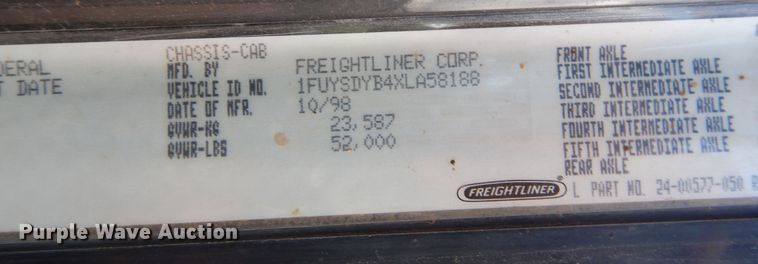 DERAL
T DATE
CHASSIS-CAB
MFD. BY FREIGHTLINER CORP.
VEHICLE ID NO. 1FUYSDYB4XLA58188
DATE OF MFR. 10/98
GVWR-KG 23,587
GVWR-LBS 52,000
FRONT AXLE
FIRST INTERMEDIATE AXLE
SECOND INTERMEDIATE AXLE
THIRD INTERMEDIATE AXLE
FOURTH INTERMEDIATE AXLE
FIFTH INTERMEDIATE AXLE
REAR AXLE
FREIGHTLINER L PART NO. 24-00577-050 R
Purple Wave Auction